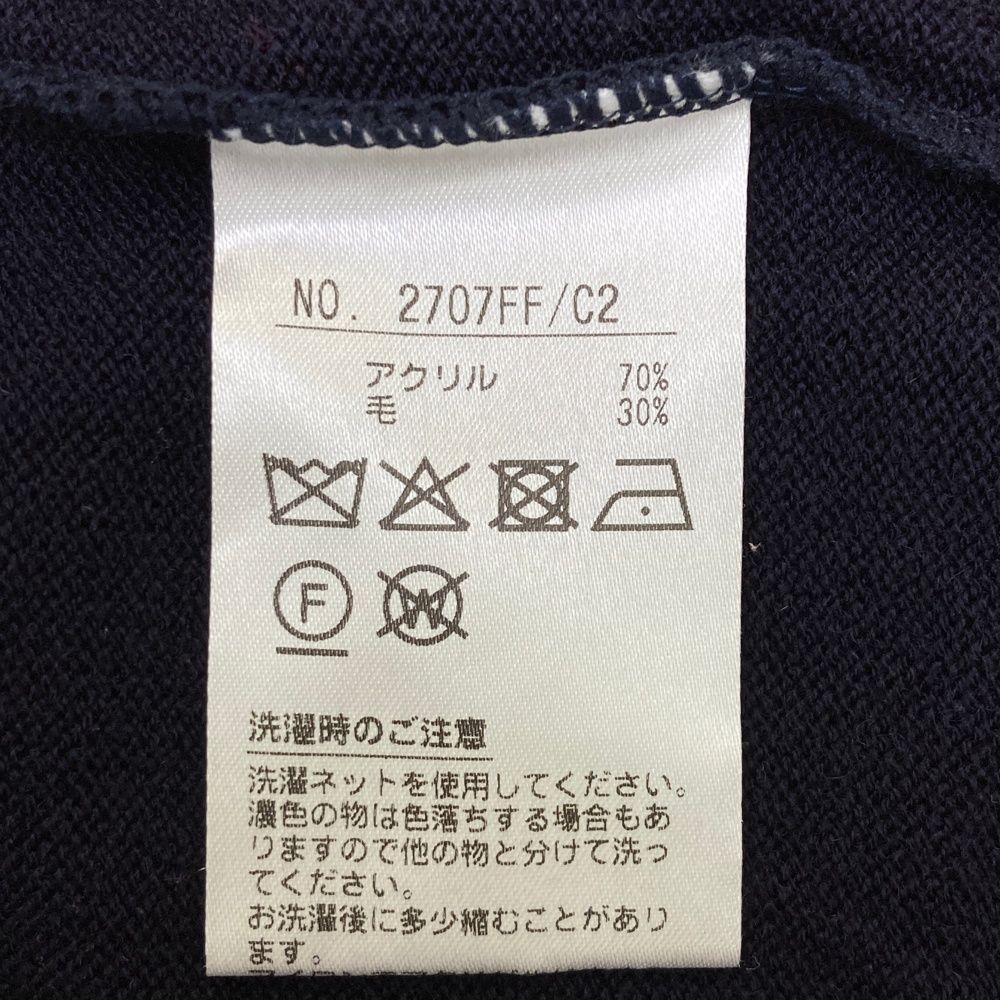 NO. 2707FF/C2
アクリル 70%
毛 30%
F
W
洗濯時のご注意
洗濯ネットを使用してください。
濃色の物は色落ちする場合もあ
りますので他の物と分けて洗っ
てください。
お洗濯後に多少縮むことがあり
ます。